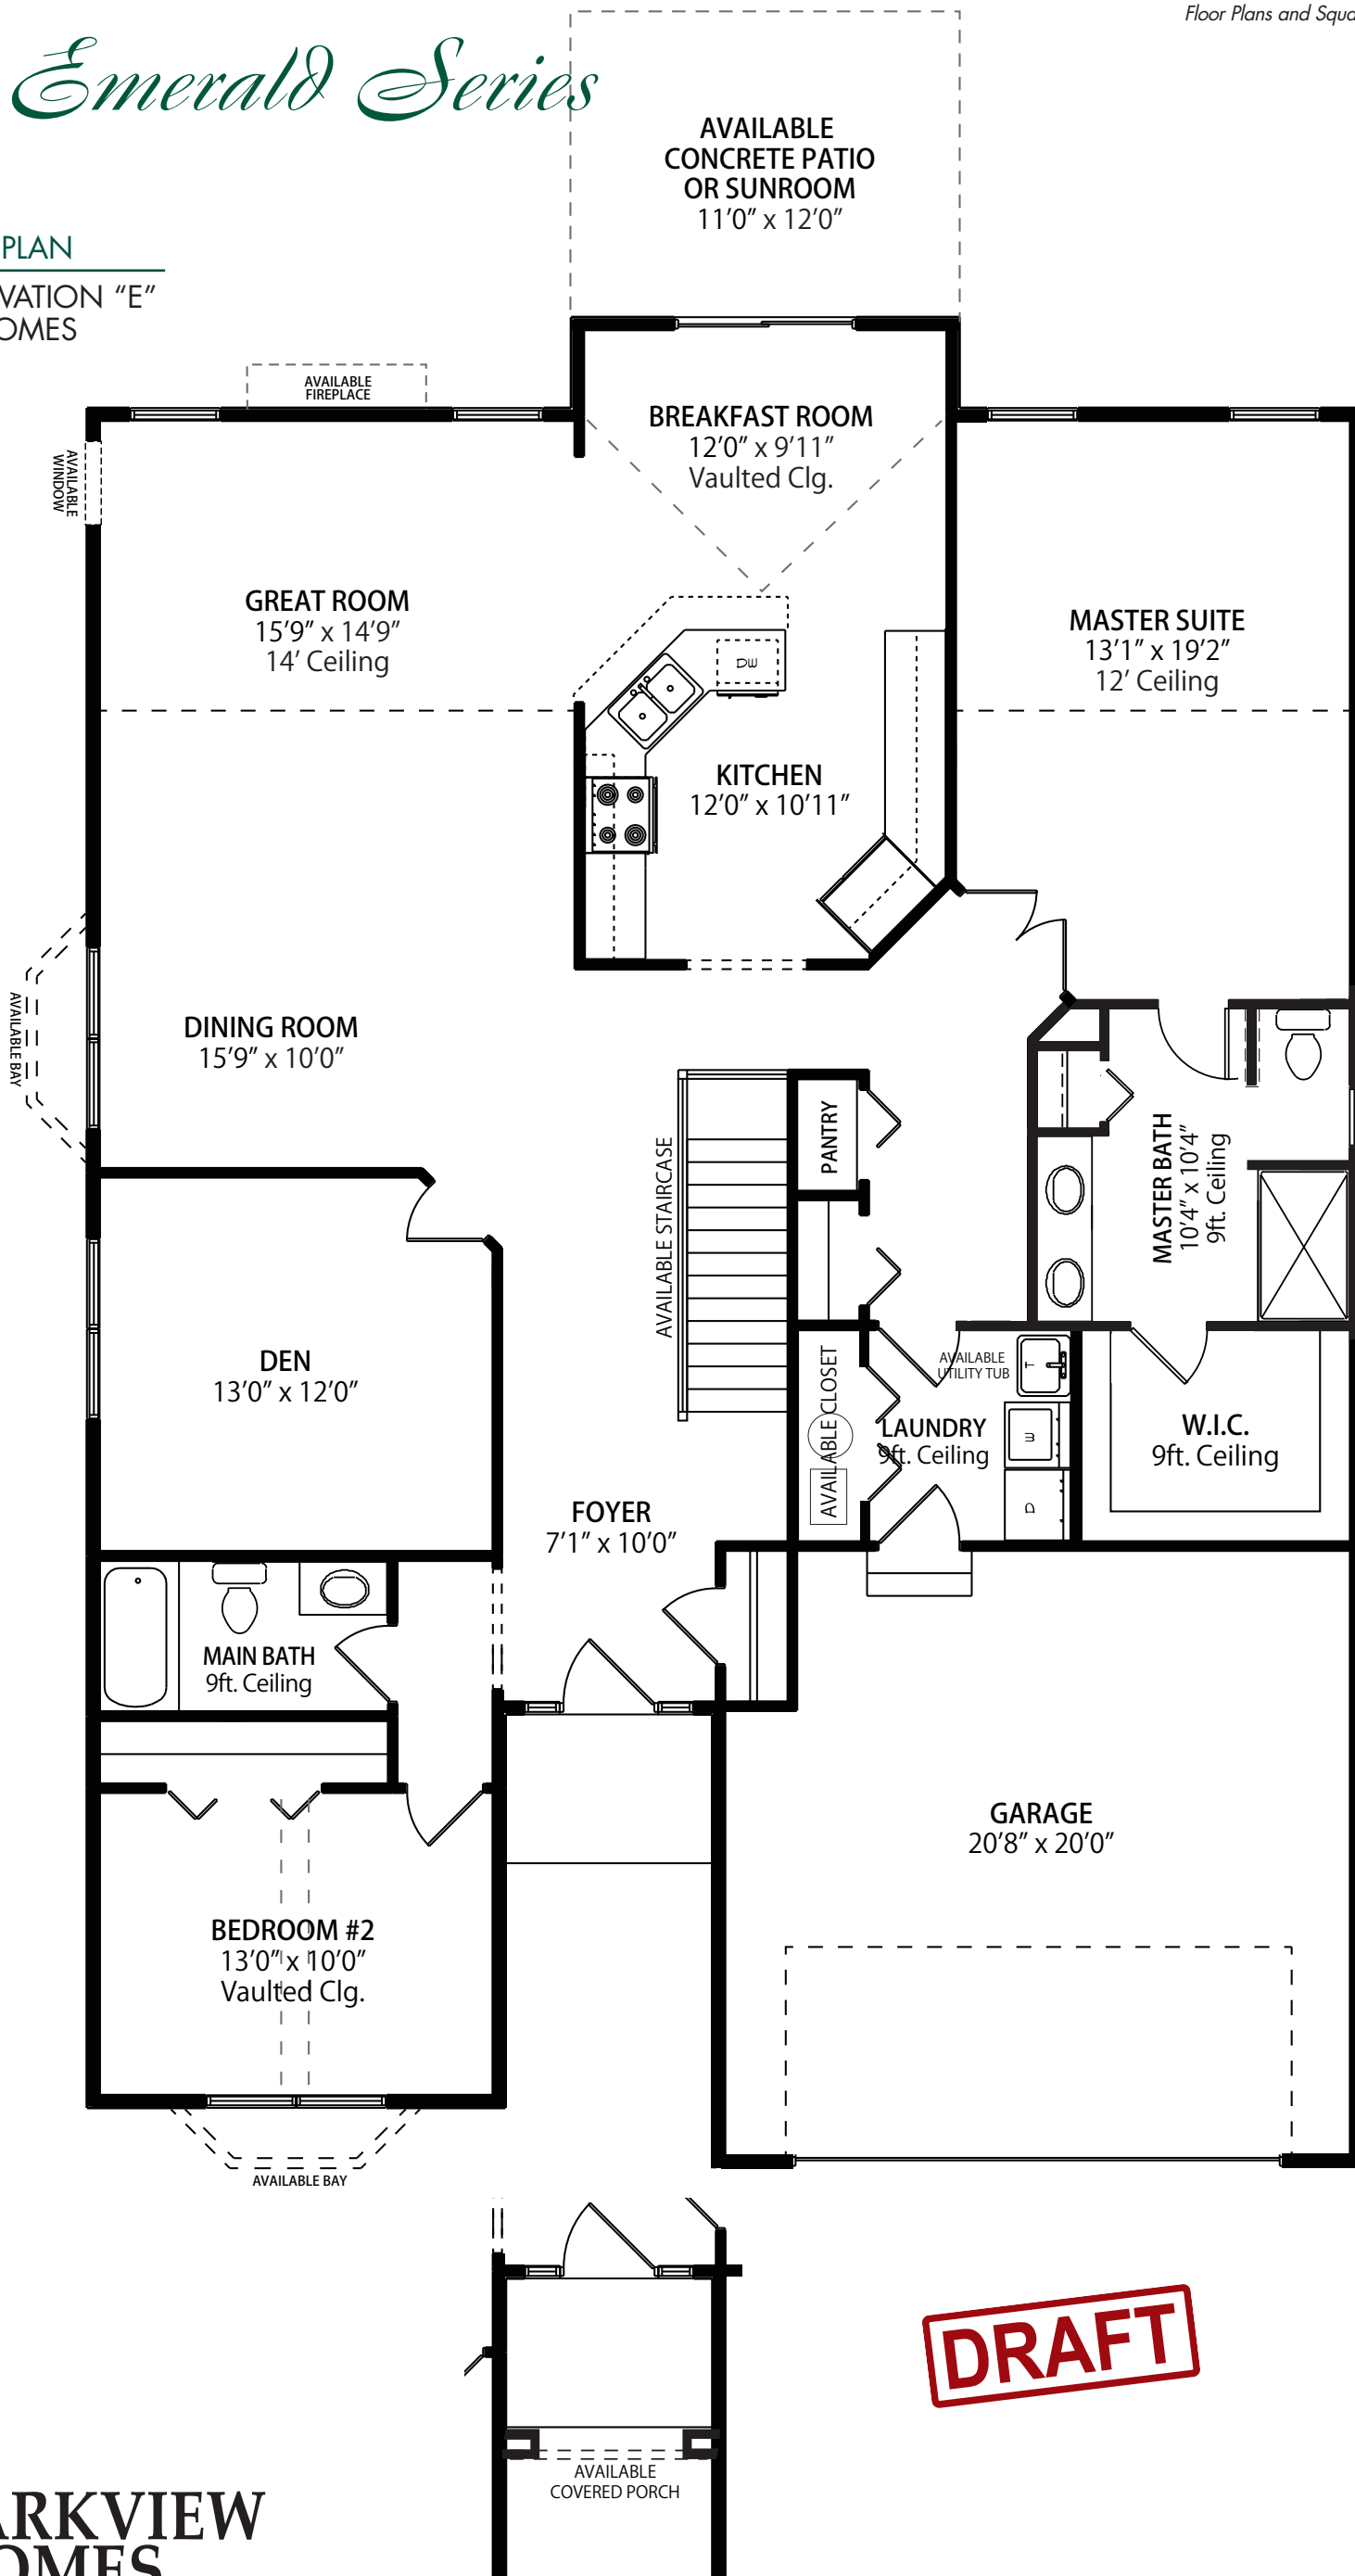 Floor Plans and Squa
Emerald Series
AVAILABLE
CONCRETE PATIO
OR SUNROOM
11'0" x 12'0"
PLAN
VATION “E”
OMES
AVAILABLE
FIREPLACE
BREAKFAST ROOM
12'0" x 9'11"
Vaulted Clg.
AVAILABLE
WINDOW
GREAT ROOM
15'9" x 14'9"
14' Ceiling
MASTER SUITE
13'1" x 19'2"
12' Ceiling
DW
KITCHEN
12'0" x 10'11"
AVAILABLE BAY
DINING ROOM
15'9" x 10'0"
AVAILABLE STAIRCASE
PANTRY
MASTER BATH
10'4" x 10'4"
9ft. Ceiling
DEN
13'0" x 12'0"
AVAILABLE CLOSET
AVAILABLE
UTILITY TUB
T
LAUNDRY
9ft. Ceiling
W
D
W.I.C.
9ft. Ceiling
FOYER
7'1" x 10'0"
MAIN BATH
9ft. Ceiling
GARAGE
20'8" x 20'0"
BEDROOM #2
13'0" x 10'0"
Vaulted Clg.
AVAILABLE BAY
DRAFT
AVAILABLE
COVERED PORCH
ARKVIEW
OMES